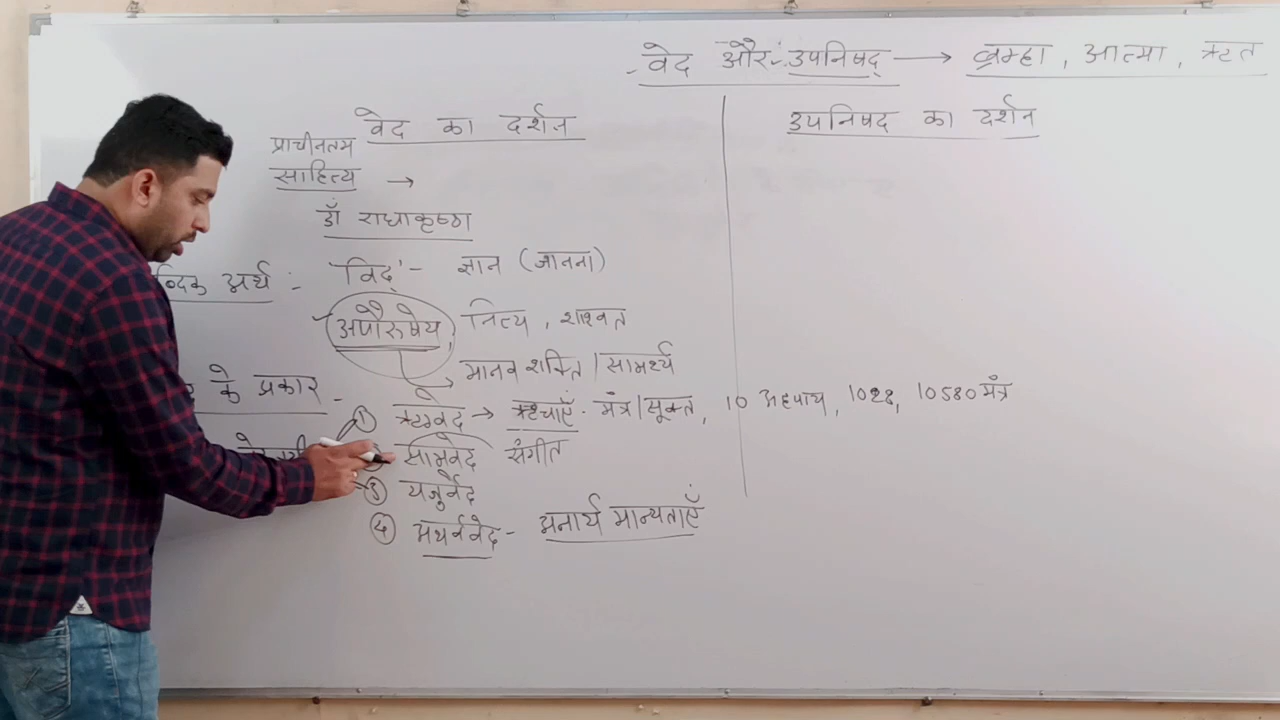 वेद और उपनिषद् → ब्रम्हा, आत्मा, ऋत
वेद का दर्शन
प्राचीनतम
साहित्य →
डॉ राधाकृष्ण
अर्थ :- 'विद्' - ज्ञान (जानना)
अपौरुषेय, नित्य, शाश्वत
मानव शक्ति / सामर्थ्य
के प्रकार -
① ऋग्वेद → ऋचाएँ - मंत्र/सूक्त, 10 अध्याय, 1028, 10580 मंत्र
सामवेद संगीत
③ यजुर्वेद
④ अथर्ववेद - अनार्य मान्यताएँ
उपनिषद का दर्शन